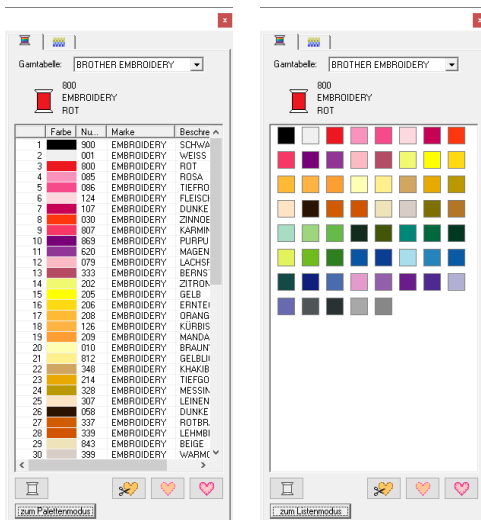 x
Garntabelle: BROTHER EMBROIDERY
800
EMBROIDERY
ROT
Farbe Nu... Marke Beschre
1 900 EMBROIDERY SCHWA
2 001 EMBROIDERY WEISS
3 800 EMBROIDERY ROT
4 085 EMBROIDERY ROSA
5 086 EMBROIDERY TIEFRO
6 124 EMBROIDERY FLEISC
7 107 EMBROIDERY DUNKE
8 030 EMBROIDERY ZINNOE
9 807 EMBROIDERY KARMIN
10 869 EMBROIDERY PURPU
11 620 EMBROIDERY MAGEN
12 079 EMBROIDERY LACHSF
13 333 EMBROIDERY BERNS
14 202 EMBROIDERY ZITRON
15 205 EMBROIDERY GELB
16 206 EMBROIDERY ERNTE
17 208 EMBROIDERY ORANG
18 126 EMBROIDERY KÜRBIS
19 209 EMBROIDERY MANDA
20 010 EMBROIDERY BRAUN
21 812 EMBROIDERY GELBLI
22 348 EMBROIDERY KHAKIB
23 214 EMBROIDERY TIEFGO
24 328 EMBROIDERY MESSIN
25 307 EMBROIDERY LEINEN
26 058 EMBROIDERY DUNKE
27 337 EMBROIDERY ROTBR
28 339 EMBROIDERY LEHMBI
29 843 EMBROIDERY BEIGE
30 399 EMBROIDERY WARMG
zum Palettenmodus
x
Garntabelle: BROTHER EMBROIDERY
800
EMBROIDERY
ROT
zum Listenmodus